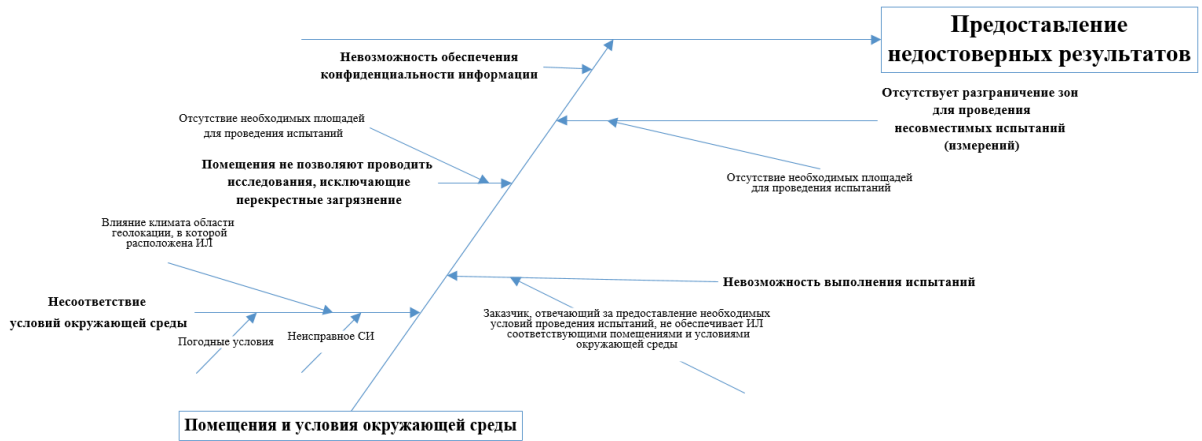 Предоставление
недостоверных результатов
Невозможность обеспечения
конфиденциальности информации
Отсутствует разграничение зон
для проведения
несовместимых испытаний
(измерений)
Отсутствие необходимых площадей
для проведения испытаний
Помещения не позволяют проводить
исследования, исключающие
перекрестные загрязнение
Отсутствие необходимых площадей
для проведения испытаний
Влияние климата области
геолокации, в которой
расположена ИЛ
Невозможность выполнения испытаний
Несоответствие
условий окружающей среды
Погодные условия
Неисправное СИ
Заказчик, отвечающий за предоставление необходимых
условий проведения испытаний, не обеспечивает ИЛ
соответствующими помещениями и условиями
окружающей среды
Помещения и условия окружающей среды